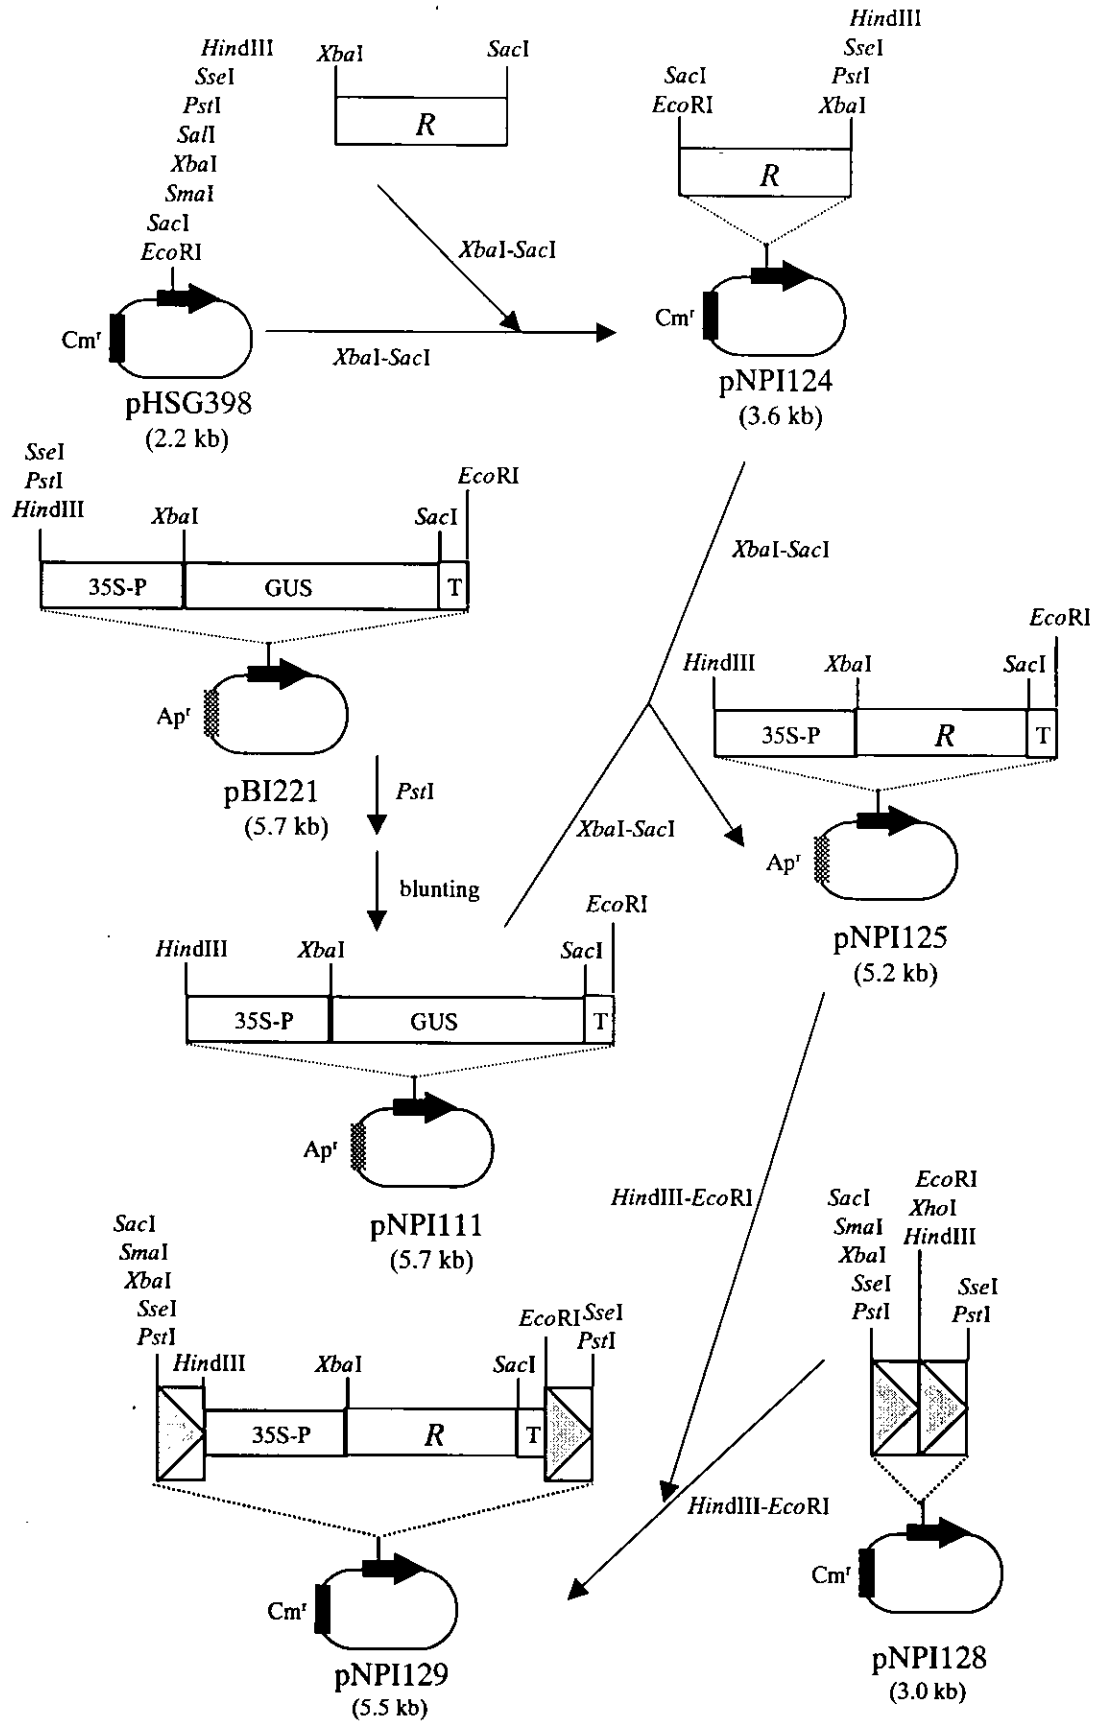 HindIII
SseI
PstI
SalI
XbaI
SmaI
SacI
EcoRI
Cmʳ
pHSG398
(2.2 kb)
XbaI
SacI
R
XbaI-SacI
XbaI-SacI
HindIII
SseI
PstI
XbaI
SacI
EcoRI
R
Cmʳ
pNPI124
(3.6 kb)
SseI
PstI
HindIII
XbaI
SacI
EcoRI
35S-P
GUS
T
Apʳ
pBI221
(5.7 kb)
PstI
blunting
XbaI-SacI
XbaI-SacI
HindIII
XbaI
SacI
EcoRI
35S-P
R
T
Apʳ
pNPI125
(5.2 kb)
HindIII
XbaI
SacI
EcoRI
35S-P
GUS
T
Apʳ
pNPI111
(5.7 kb)
HindIII-EcoRI
HindIII-EcoRI
SacI
SmaI
XbaI
SseI
PstI
EcoRI
XhoI
HindIII
SseI
PstI
Cmʳ
pNPI128
(3.0 kb)
SacI
SmaI
XbaI
SseI
PstI
HindIII
XbaI
SacI
EcoRI
SseI
PstI
35S-P
R
T
Cmʳ
pNPI129
(5.5 kb)